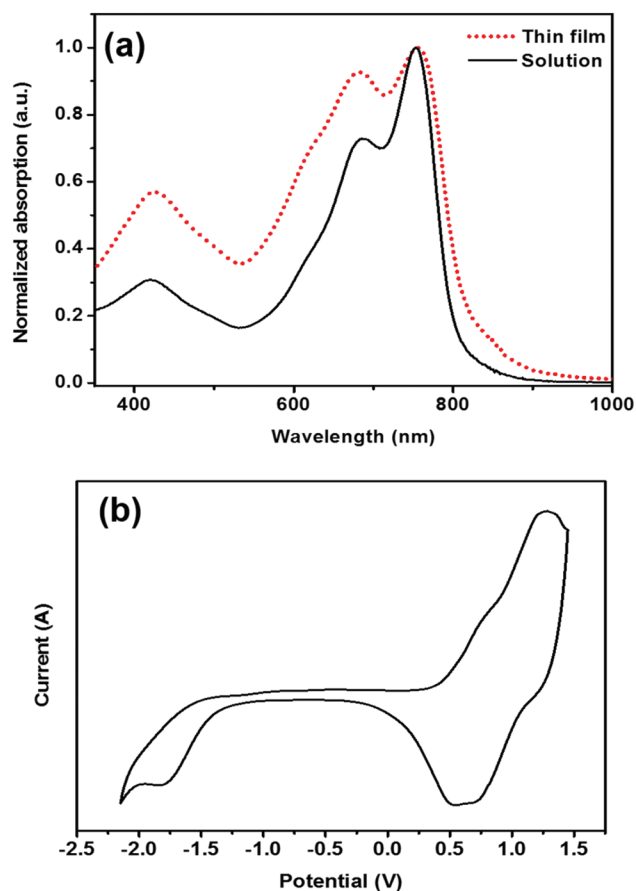 (a)
Thin film
Solution
Normalized absorption (a.u.)
1.0
0.8
0.6
0.4
0.2
0.0
400 600 800 1000
Wavelength (nm)
(b)
Current (A)
-2.5 -2.0 -1.5 -1.0 -0.5 0.0 0.5 1.0 1.5
Potential (V)